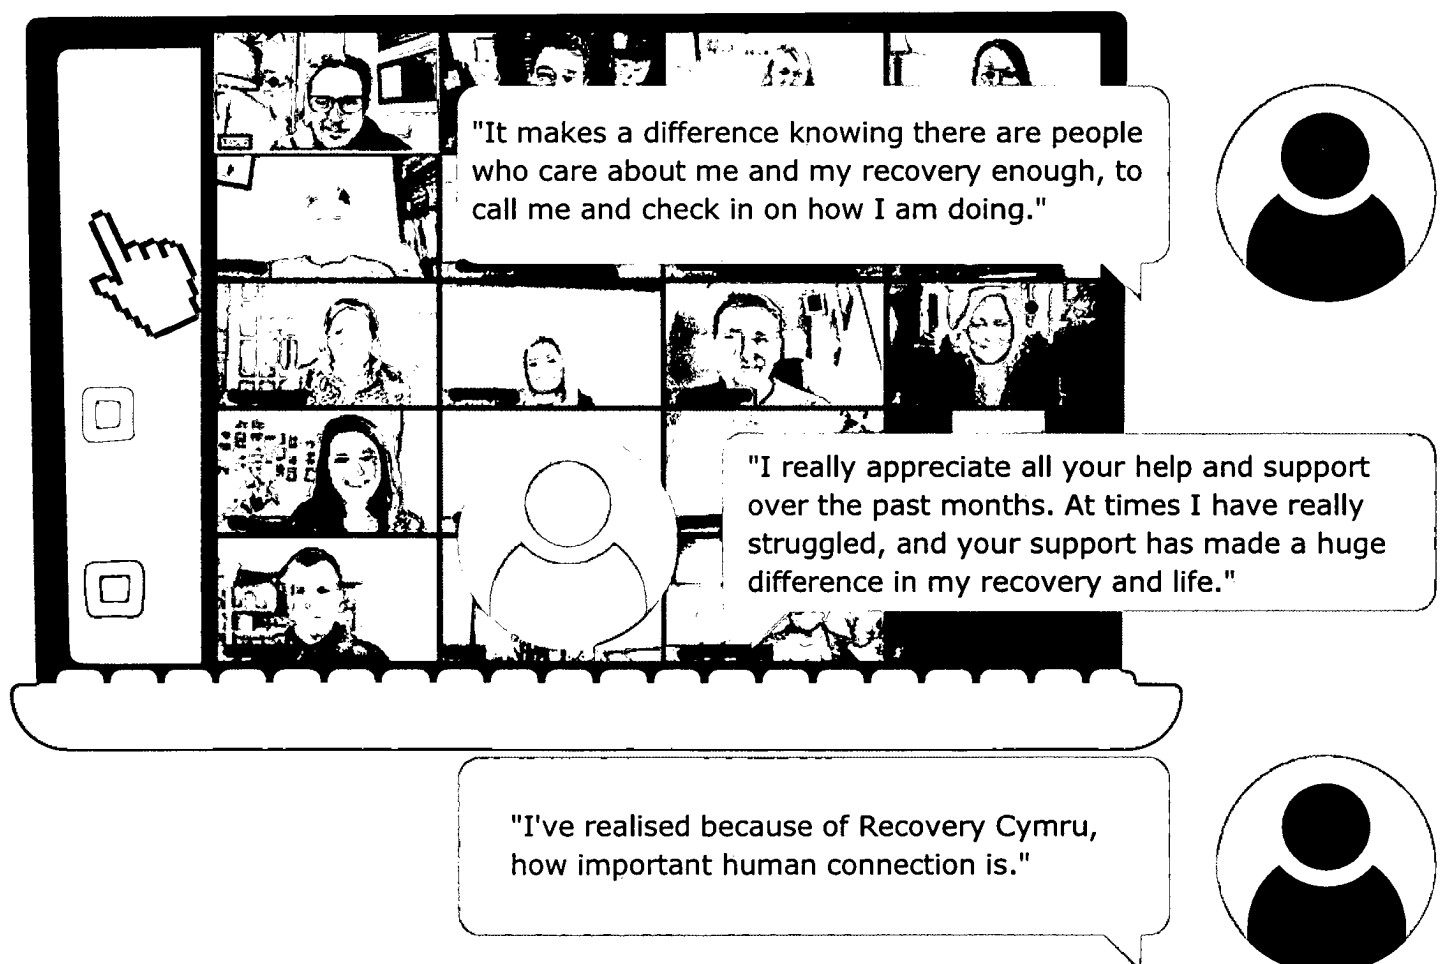 "It makes a difference knowing there are people
who care about me and my recovery enough, to
call me and check in on how I am doing."
"I really appreciate all your help and support
over the past months. At times I have really
struggled, and your support has made a huge
difference in my recovery and life."
"I've realised because of Recovery Cymru,
how important human connection is."